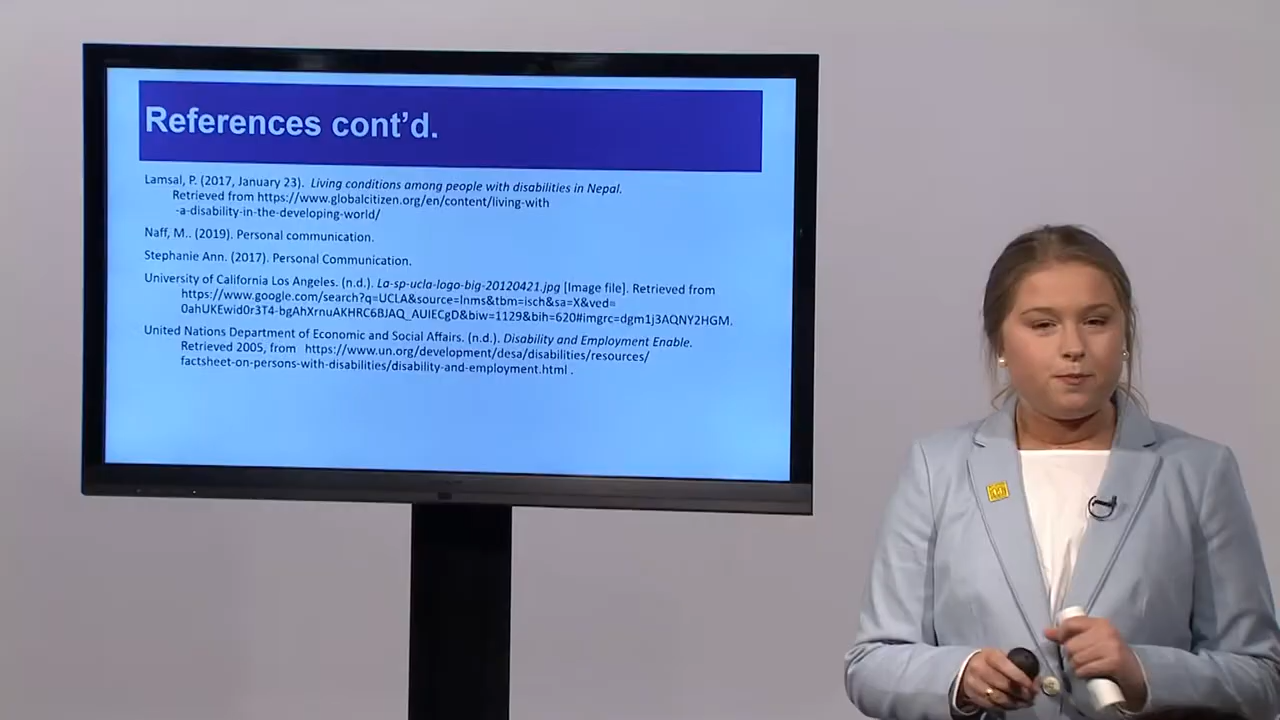 References cont'd.
Lamsal, P. (2017, January 23). Living conditions among people with disabilities in Nepal.
Retrieved from https://www.globalcitizen.org/en/content/living-with
-a-disability-in-the-developing-world/
Naff, M.. (2019). Personal communication.
Stephanie Ann. (2017). Personal Communication.
University of California Los Angeles. (n.d.). La-sp-ucla-logo-big-20120421.jpg [Image file]. Retrieved from
https://www.google.com/search?q=UCLA&source=lnms&tbm=isch&sa=X&ved=
0ahUKEwid0r3T4-bgAhXrnuAKHRC6BJAQ_AUIECgD&biw=1129&bih=620#imgrc=dgm1j3AQNY2HGM.
United Nations Department of Economic and Social Affairs. (n.d.). Disability and Employment Enable.
Retrieved 2005, from https://www.un.org/development/desa/disabilities/resources/
factsheet-on-persons-with-disabilities/disability-and-employment.html .